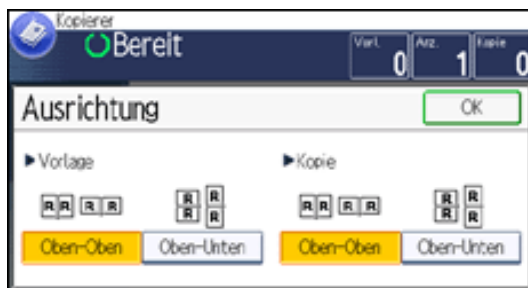 Kopierer
Bereit
Vorl. 0 Anz. 1 Kopie 0
Ausrichtung
OK
Vorlage
Kopie
R R R R R R R R
R R R R R R R R
Oben-Oben Oben-Unten Oben-Oben Oben-Unten